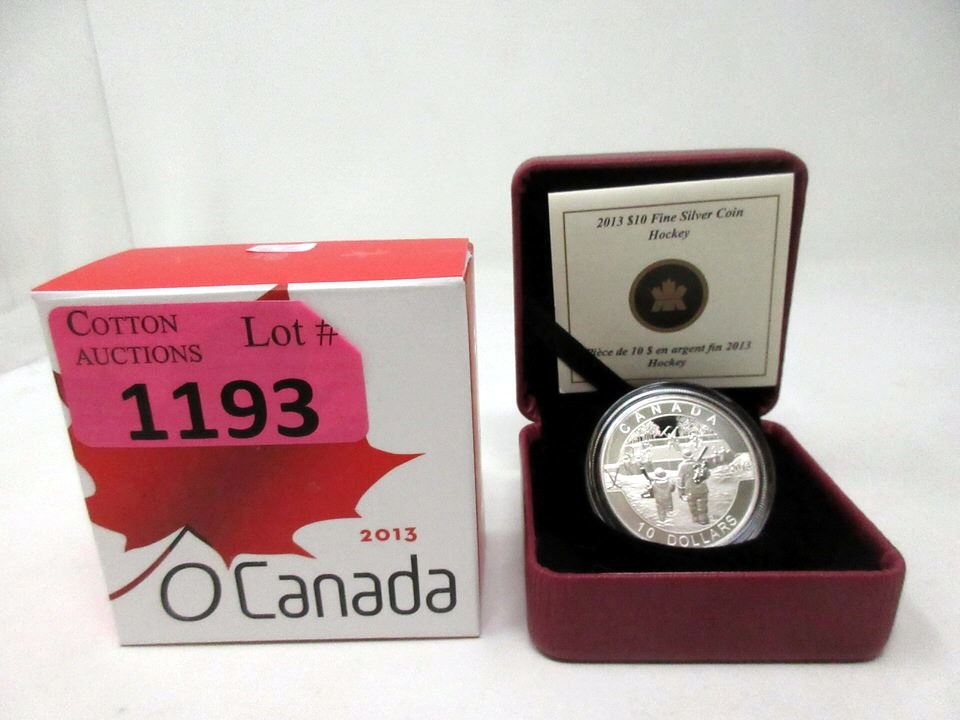 COTTON
AUCTIONS
Lot #
1193
2013
O Canada
2013 $10 Fine Silver Coin
Hockey
Pièce de 10 $ en argent fin 2013
Hockey
CANADA
2013
10 DOLLARS